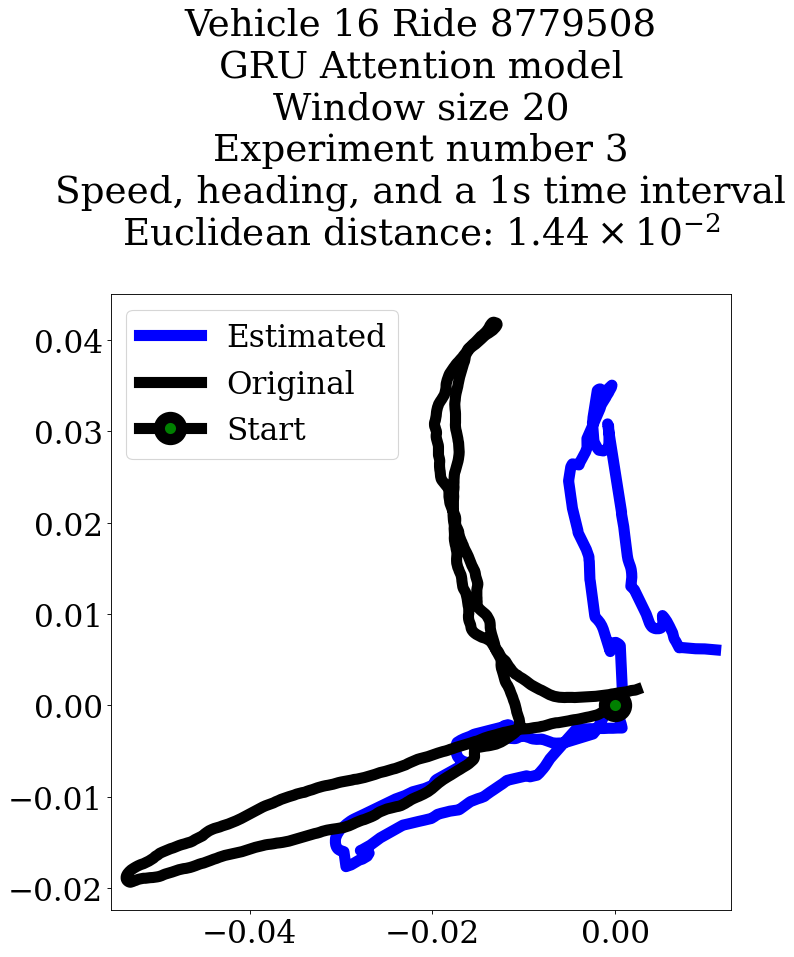 Vehicle 16 Ride 8779508
GRU Attention model
Window size 20
Experiment number 3
Speed, heading, and a 1s time interval
Euclidean distance: 1.44 × 10⁻²
Estimated
Original
Start
0.04
0.03
0.02
0.01
0.00
−0.01
−0.02
−0.04
−0.02
0.00